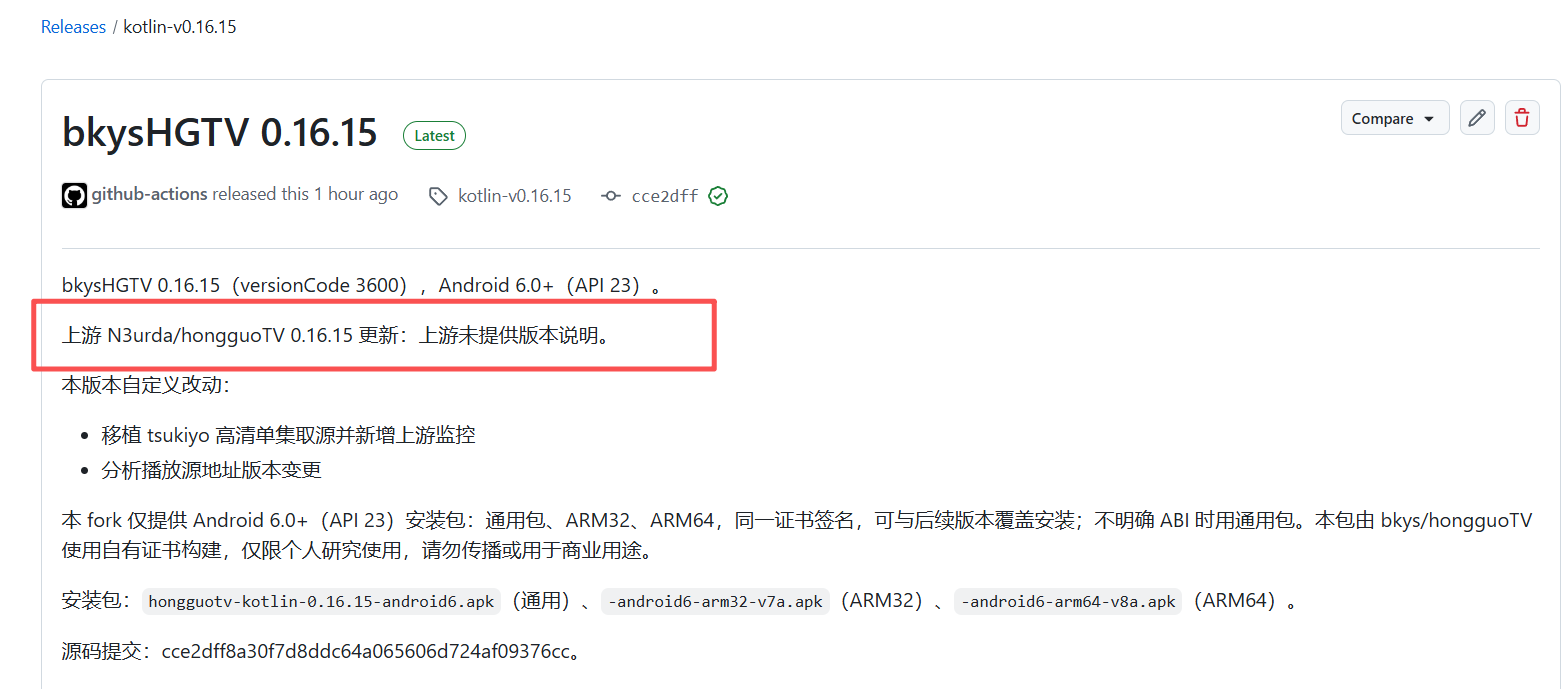 Releases / kotlin-v0.16.15
bkysHGTV 0.16.15 Latest
Compare
github-actions released this 1 hour ago kotlin-v0.16.15 cce2dff
bkysHGTV 0.16.15（versionCode 3600），Android 6.0+（API 23）。
上游 N3urda/hongguoTV 0.16.15 更新：上游未提供版本说明。
本版本自定义改动：
• 移植 tsukiyo 高清单集取源并新增上游监控
• 分析播放源地址版本变更
本 fork 仅提供 Android 6.0+（API 23）安装包：通用包、ARM32、ARM64，同一证书签名，可与后续版本覆盖安装；不明确 ABI 时用通用包。本包由 bkys/hongguoTV
使用自有证书构建，仅限个人研究使用，请勿传播或用于商业用途。
安装包：hongguotv-kotlin-0.16.15-android6.apk（通用）、-android6-arm32-v7a.apk（ARM32）、-android6-arm64-v8a.apk（ARM64）。
源码提交：cce2dff8a30f7d8ddc64a065606d724af09376cc。